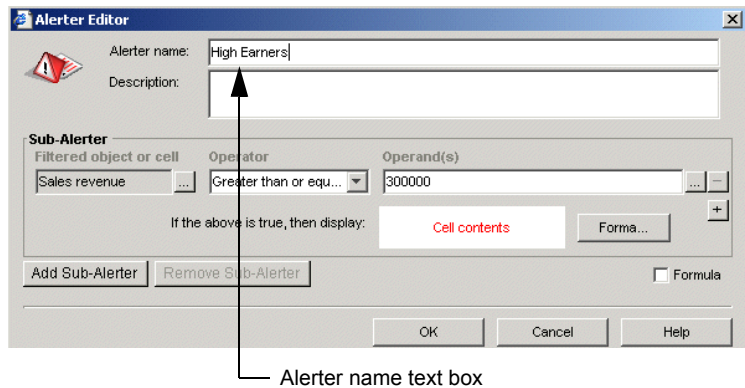 Alerter Editor
Alerter name: High Earners
Description:
Sub-Alerter
Filtered object or cell Operator Operand(s)
Sales revenue ... Greater than or equ... 300000 ... −
+
If the above is true, then display: Cell contents Forma...
Add Sub-Alerter Remove Sub-Alerter Formula
OK Cancel Help
Alerter name text box